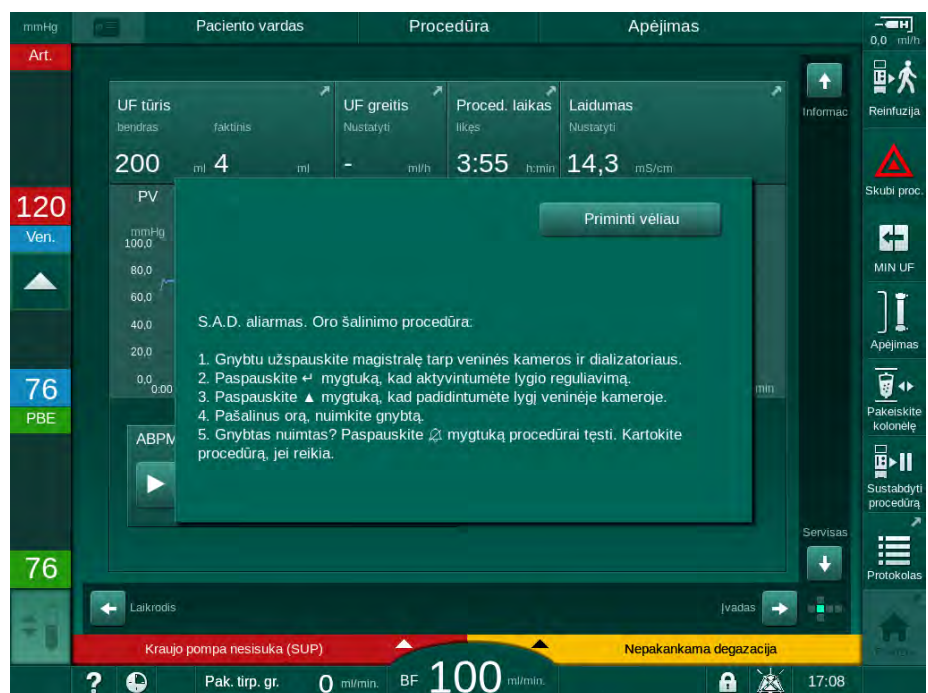 mmHg
Paciento vardas
Procedūra
Apėjimas
0,0 ml/h
Art.
120
Ven.
76
PBE
76
UF tūris
bendras
faktinis
200 ml 4 ml
UF greitis
Nustatyti
- ml/h
Proced. laikas
likęs
3:55 h:min
Laidumas
Nustatyti
14,3 mS/cm
Informac
PV
mmHg
100,0
80,0
60,0
40,0
20,0
0,0
0:00
min
ABPM
Priminti vėliau
S.A.D. aliarmas. Oro šalinimo procedūra:
1. Gnybtu užspauskite magistralę tarp veninės kameros ir dializatoriaus.
2. Paspauskite ↵ mygtuką, kad aktyvintumėte lygio reguliavimą.
3. Paspauskite ▲ mygtuką, kad padidintumėte lygį veninėje kameroje.
4. Pašalinus orą, nuimkite gnybtą.
5. Gnybtas nuimtas? Paspauskite 🔕 mygtuką procedūrai tęsti. Kartokite
procedūrą, jei reikia.
Servisas
Laikrodis
Įvadas
Reinfuzija
Skubi proc.
MIN UF
Apėjimas
Pakeiskite
kolonėlę
Sustabdyti
procedūrą
Protokolas
Kraujo pompa nesisuka (SUP)
Nepakankama degazacija
? Pak. tirp. gr. 0 ml/min. BF 100 ml/min. 17:08